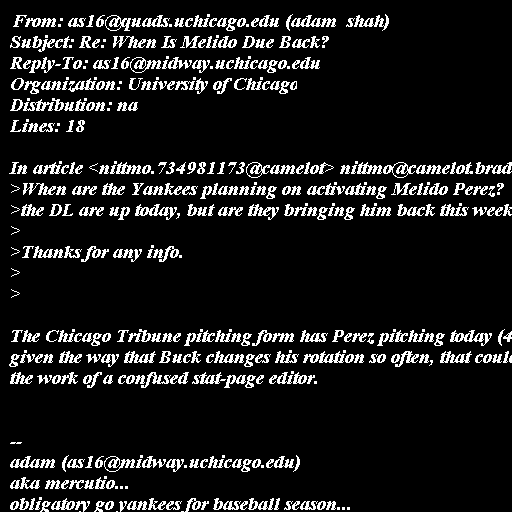 From: as16@quads.uchicago.edu (adam  shah)
Subject: Re: When Is Melido Due Back?
Reply-To: as16@midway.uchicago.edu
Organization: University of Chicago
Distribution: na
Lines: 18

In article <nittmo.734981173@camelot> nittmo@camelot.brad
>When are the Yankees planning on activating Melido Perez?
>the DL are up today, but are they bringing him back this week
>
>Thanks for any info.
>
>

The Chicago Tribune pitching form has Perez pitching today (4
given the way that Buck changes his rotation so often, that coul
the work of a confused stat-page editor.

--
adam (as16@midway.uchicago.edu)
aka mercutio...
obligatory go yankees for baseball season...